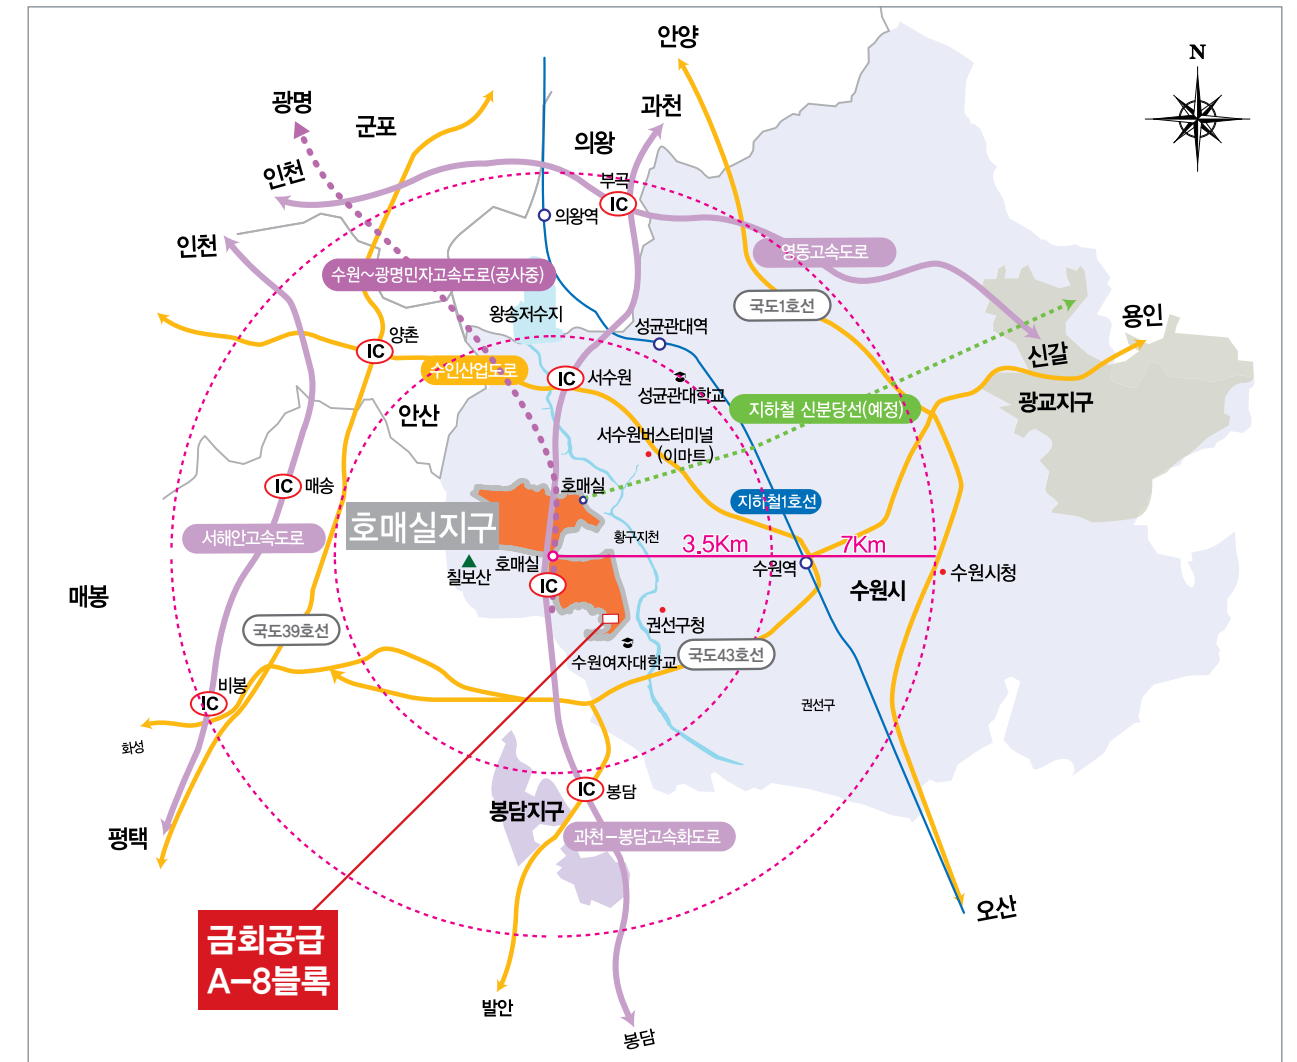 안양
N
광명
군포
과천
의왕
인천
부곡
IC
의왕역
인천
영동고속도로
수원~광명민자고속도로(공사중)
국도1호선
왕송저수지
용인
성균관대역
양촌
IC
신갈
수인산업도로
IC
서수원
성균관대학교
광교지구
안산
지하철 신분당선(예정)
서수원버스터미널
(이마트)
IC
매송
호매실
지하철1호선
호매실지구
서해안고속도로
황구지천
3.5Km
7Km
호매실
IC
칠보산
수원역
수원시
수원시청
매봉
국도39호선
권선구청
수원여자대학교
국도43호선
비봉
IC
권선구
화성
IC
봉담
봉담지구
평택
과천-봉담고속화도로
오산
금회공급
A-8블록
발안
봉담